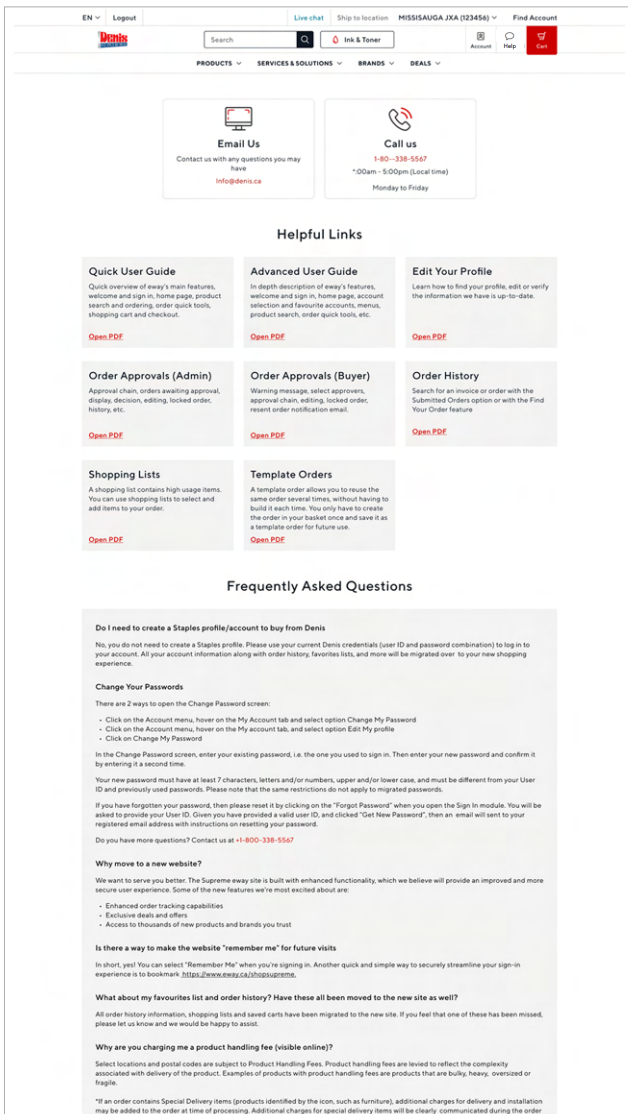 EN Logout Live chat Ship to location MISSISAUGA JXA (123456) Find Account
Denis Search Ink & Toner Account Help Cart
PRODUCTS SERVICES & SOLUTIONS BRANDS DEALS
Email Us
Contact us with any questions you may
have
Info@denis.ca
Call us
1-80--338-5567
*:00am - 5:00pm (Local time)
Monday to Friday
Helpful Links
Quick User Guide
Quick overview of eway's main features,
welcome and sign in, home page, product
search and ordering, order quick tools,
shopping cart and checkout.
Open PDF
Advanced User Guide
In depth description of eway's features,
welcome and sign in, home page, account
selection and favourite accounts, menus,
product search, order quick tools, etc.
Open PDF
Edit Your Profile
Learn how to find your profile, edit or verify
the information we have is up-to-date.
Open PDF
Order Approvals (Admin)
Approval chain, orders awaiting approval,
display, decision, editing, locked order,
history, etc.
Open PDF
Order Approvals (Buyer)
Warning message, select approvers,
approval chain, editing, locked order,
resent order notification email.
Open PDF
Order History
Search for an invoice or order with the
Submitted Orders option or with the Find
Your Order feature
Open PDF
Shopping Lists
A shopping list contains high usage items.
You can use shopping lists to select and
add items to your order.
Open PDF
Template Orders
A template order allows you to reuse the
same order several times, without having to
build it each time. You only have to create
the order in your basket once and save it as
a template order for future use.
Open PDF
Frequently Asked Questions
Do I need to create a Staples profile/account to buy from Denis
No, you do not need to create a Staples profile. Please use your current Denis credentials (user ID and password combination) to log in to
your account. All your account information along with order history, favorites lists, and more will be migrated over to your new shopping
experience.
Change Your Passwords
There are 2 ways to open the Change Password screen:
• Click on the Account menu, hover on the My Account tab and select option Change My Password
• Click on the Account menu, hover on the My Account tab and select option Edit My profile
• Click on Change My Password
In the Change Password screen, enter your existing password, i.e. the one you used to sign in. Then enter your new password and confirm it
by entering it a second time.
Your new password must have at least 7 characters, letters and/or numbers, upper and/or lower case, and must be different from your User
ID and previously used passwords. Please note that the same restrictions do not apply to migrated passwords.
If you have forgotten your password, then please reset it by clicking on the "Forgot Password" when you open the Sign In module. You will be
asked to provide your User ID. Given you have provided a valid user ID, and clicked "Get New Password", then an email will sent to your
registered email address with instructions on resetting your password.
Do you have more questions? Contact us at +1-800-338-5567
Why move to a new website?
We want to serve you better. The Supreme eway site is built with enhanced functionality, which we believe will provide an improved and more
secure user experience. Some of the new features we're most excited about are:
• Enhanced order tracking capabilities
• Exclusive deals and offers
• Access to thousands of new products and brands you trust
Is there a way to make the website "remember me" for future visits
In short, yes! You can select "Remember Me" when you're signing in. Another quick and simple way to securely streamline your sign-in
experience is to bookmark https://www.eway.ca/shopsupreme.
What about my favourites list and order history? Have these all been moved to the new site as well?
All order history information, shopping lists and saved carts have been migrated to the new site. If you feel that one of these has been missed,
please let us know and we would be happy to assist.
Why are you charging me a product handling fee (visible online)?
Select locations and postal codes are subject to Product Handling Fees. Product handling fees are levied to reflect the complexity
associated with delivery of the product. Examples of products with product handling fees are products that are bulky, heavy, oversized or
fragile.
*If an order contains Special Delivery items (products identified by the icon, such as furniture), additional charges for delivery and installation
may be added to the order at time of processing. Additional charges for special delivery items will be clearly communicated during the order